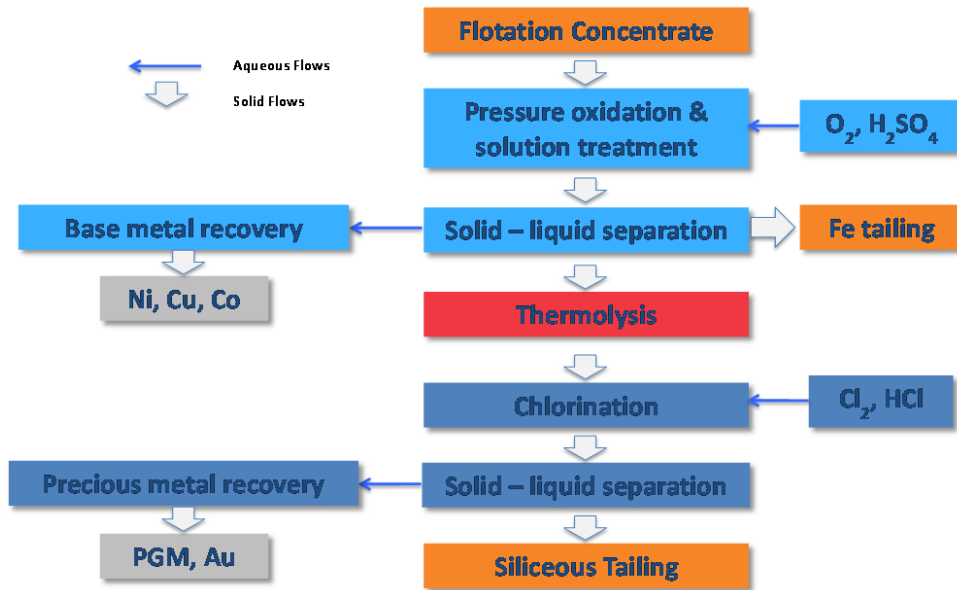 Flotation Concentrate
Aqueous Flows
Solid Flows
Pressure oxidation &
solution treatment
O₂, H₂SO₄
Base metal recovery
Solid – liquid separation
Fe tailing
Ni, Cu, Co
Thermolysis
Chlorination
Cl₂, HCl
Precious metal recovery
Solid – liquid separation
PGM, Au
Siliceous Tailing